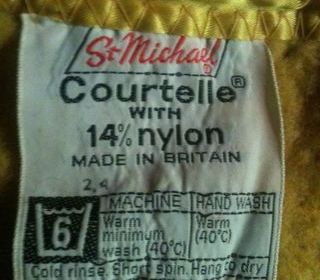 St Michael®
Courtelle®
WITH
14% nylon
MADE IN BRITAIN
2,4
MACHINE HAND WASH
6 Warm minimum wash (40°C) Warm (40°C)
Cold rinse. Short spin. Hang to dry